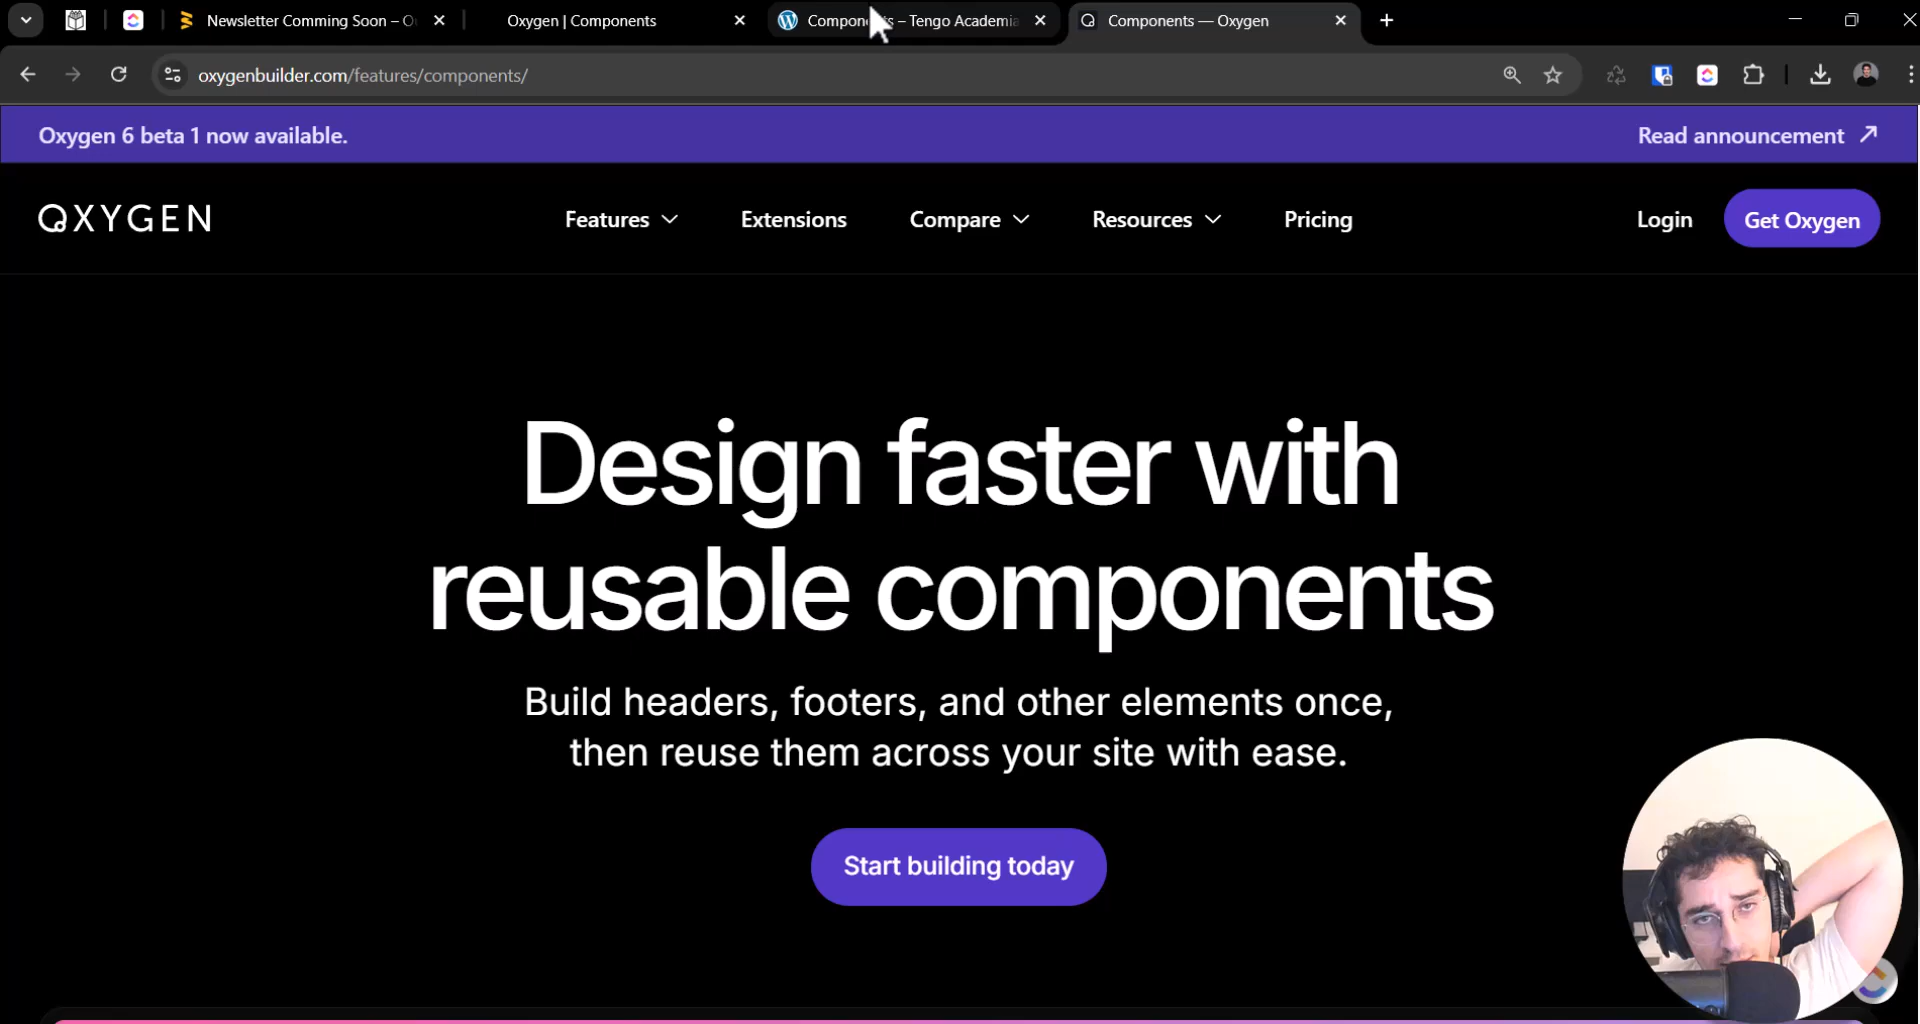 Newsletter Comming Soon – O
Oxygen | Components
– Tengo Academia
Components — Oxygen
oxygenbuilder.com/features/components/
Oxygen 6 beta 1 now available.
Read announcement
OXYGEN
Features
Extensions
Compare
Resources
Pricing
Login
Get Oxygen
Design faster with
reusable components
Build headers, footers, and other elements once,
then reuse them across your site with ease.
Start building today